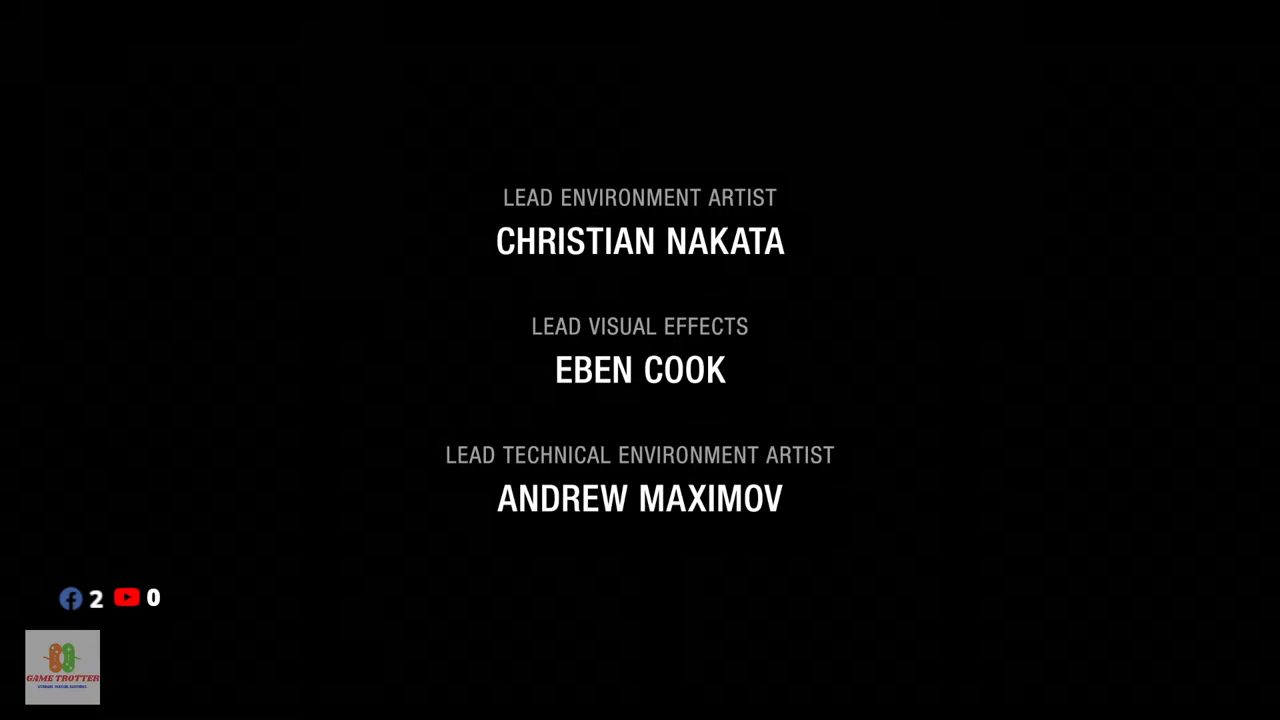 LEAD ENVIRONMENT ARTIST
CHRISTIAN NAKATA
LEAD VISUAL EFFECTS
EBEN COOK
LEAD TECHNICAL ENVIRONMENT ARTIST
ANDREW MAXIMOV
2 0
GAME TROTTER